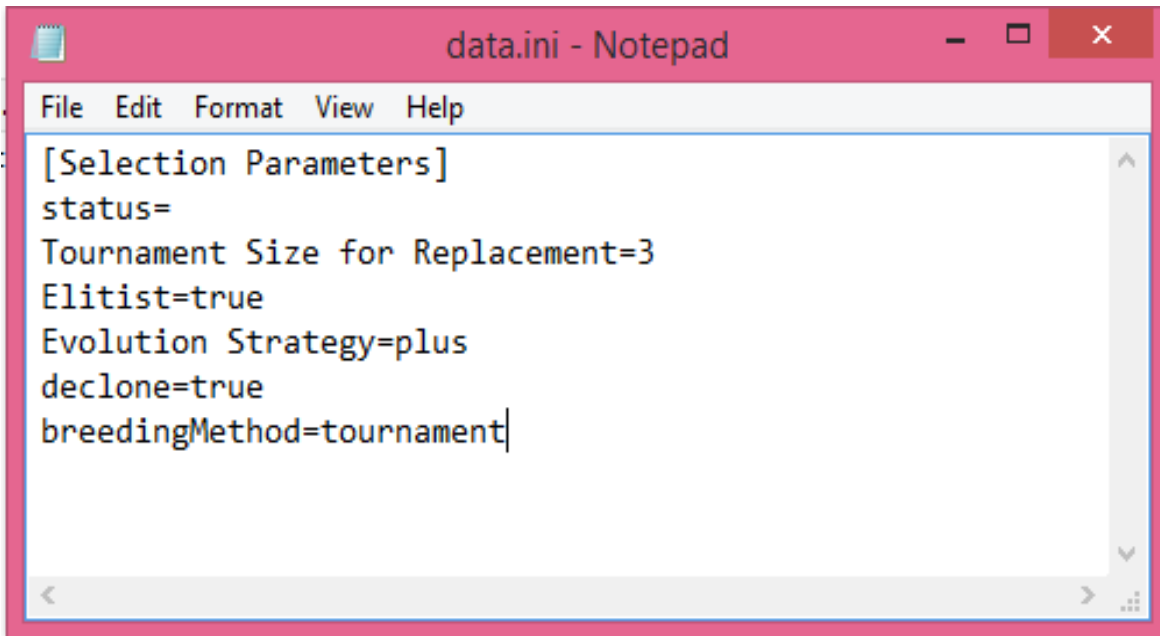 data.ini - Notepad
File Edit Format View Help
[Selection Parameters]
status=
Tournament Size for Replacement=3
Elitist=true
Evolution Strategy=plus
declone=true
breedingMethod=tournament